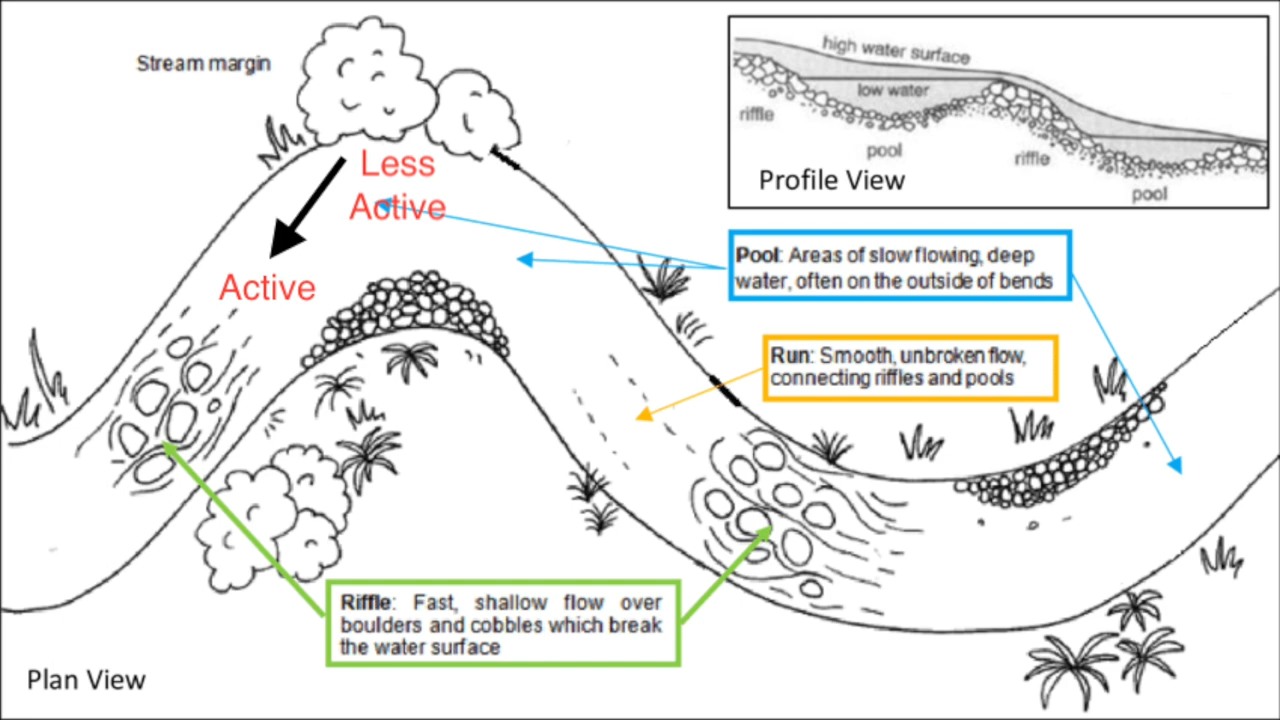 Stream margin
high water surface
low water
riffle
pool
riffle
pool
Profile View
Less
Active
Active
Pool: Areas of slow flowing, deep
water, often on the outside of bends
Run: Smooth, unbroken flow,
connecting riffles and pools
Riffle: Fast, shallow flow over
boulders and cobbles which break
the water surface
Plan View